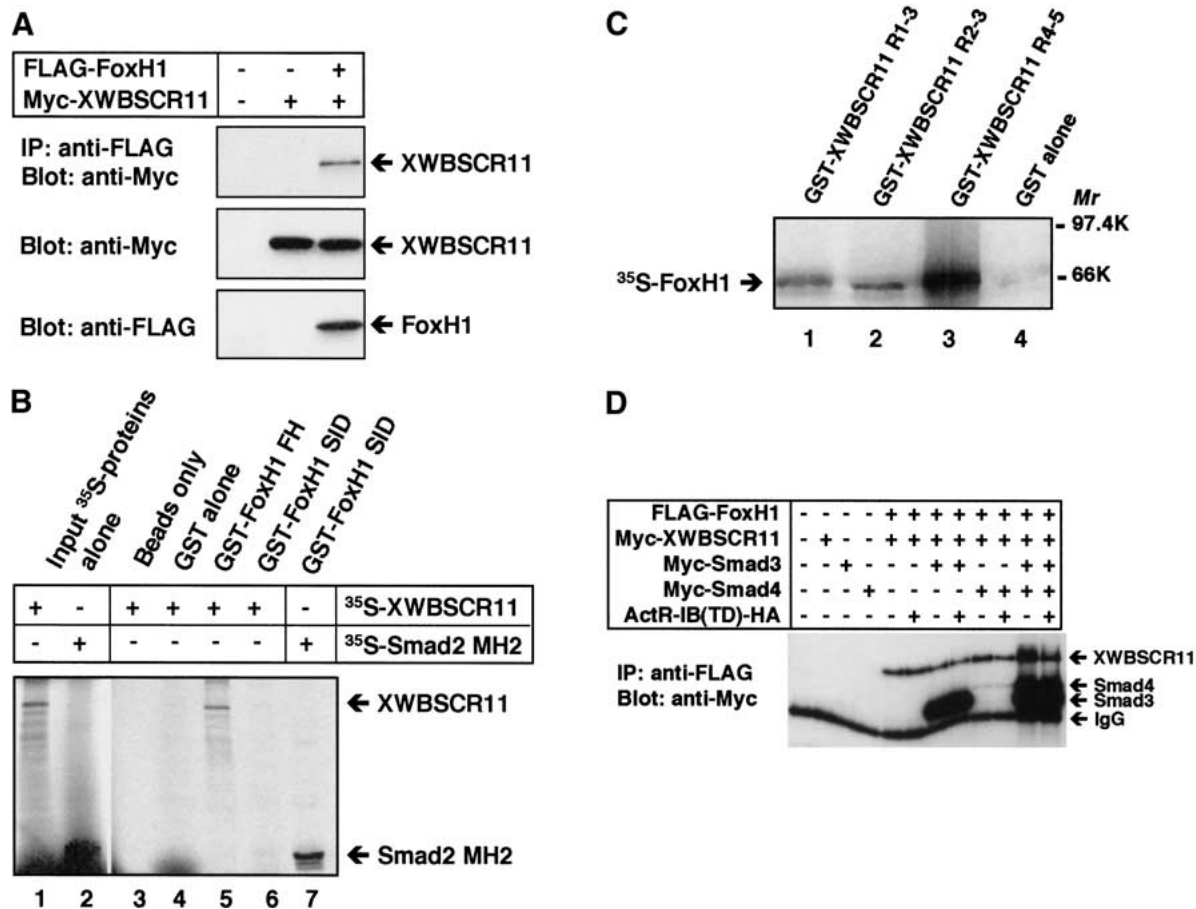 A
FLAG-FoxH1 - - +
Myc-XWBSCR11 - + +
IP: anti-FLAG
Blot: anti-Myc
← XWBSCR11
Blot: anti-Myc
← XWBSCR11
Blot: anti-FLAG
← FoxH1
B
Input ³⁵S-proteins
alone
Beads only
GST alone
GST-FoxH1 FH
GST-FoxH1 SID
GST-FoxH1 SID
+ - + + + + - ³⁵S-XWBSCR11
- + - - - - + ³⁵S-Smad2 MH2
← XWBSCR11
← Smad2 MH2
1 2 3 4 5 6 7
C
GST-XWBSCR11 R1-3
GST-XWBSCR11 R2-3
GST-XWBSCR11 R4-5
GST alone
Mr
- 97.4K
- 66K
³⁵S-FoxH1 →
1 2 3 4
D
FLAG-FoxH1 - - - - + + + + + + + +
Myc-XWBSCR11 - + - - + + + + + + + +
Myc-Smad3 - - + - - - + + - - + +
Myc-Smad4 - - - + - - - - + + + +
ActR-IB(TD)-HA - - - - - + - + - + - +
IP: anti-FLAG
Blot: anti-Myc
← XWBSCR11
← Smad4
← Smad3
← IgG